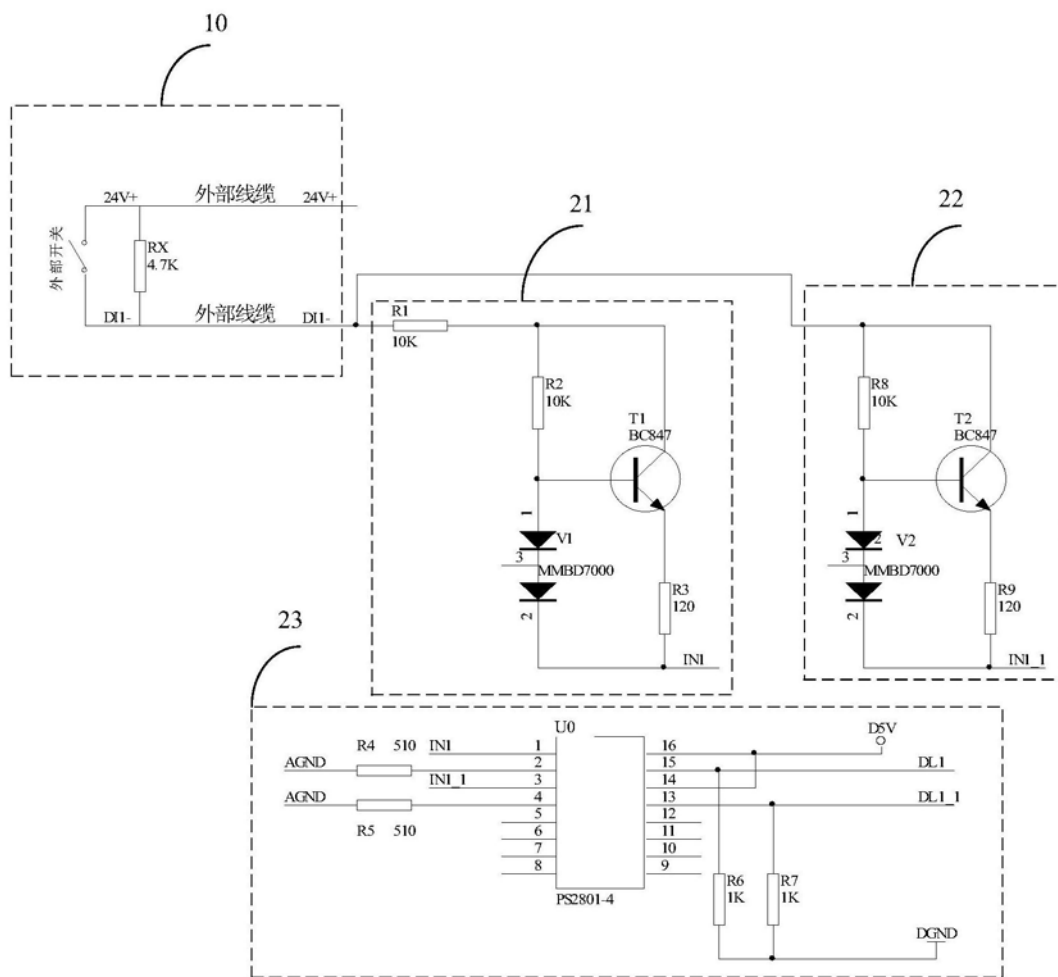 10
24V+ 外部线缆 24V+
外部开关
RX
4.7K
DI1- 外部线缆 DI1-
21
22
R1
10K
R2
10K
T1
BC847
1
V1
3
MMBD7000
2
R3
120
IN1
R8
10K
T2
BC847
1
2 V2
3
MMBD7000
2
R9
120
IN1_1
23
U0
D5V
R4 510 IN1 1 16
AGND 2 15 DL1
IN1_1 3 14
AGND 4 13 DL1_1
5 12
R5 510 6 11
7 10
8 9
PS2801-4
R6
1K
R7
1K
DGND